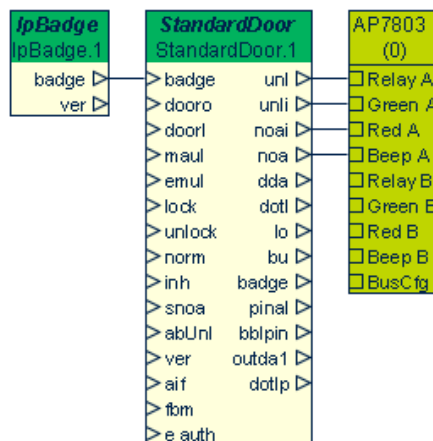 IpBadge
IpBadge.1
badge
ver
StandardDoor
StandardDoor.1
badge unl
dooro unli
doorl noai
maul noa
emul dda
lock dotl
unlock lo
norm bu
inh badge
snoa pinal
abUnl bblpin
ver outda1
aif dotlp
fbm
e auth
AP7803
(0)
Relay A
Green A
Red A
Beep A
Relay B
Green B
Red B
Beep B
BusCfg